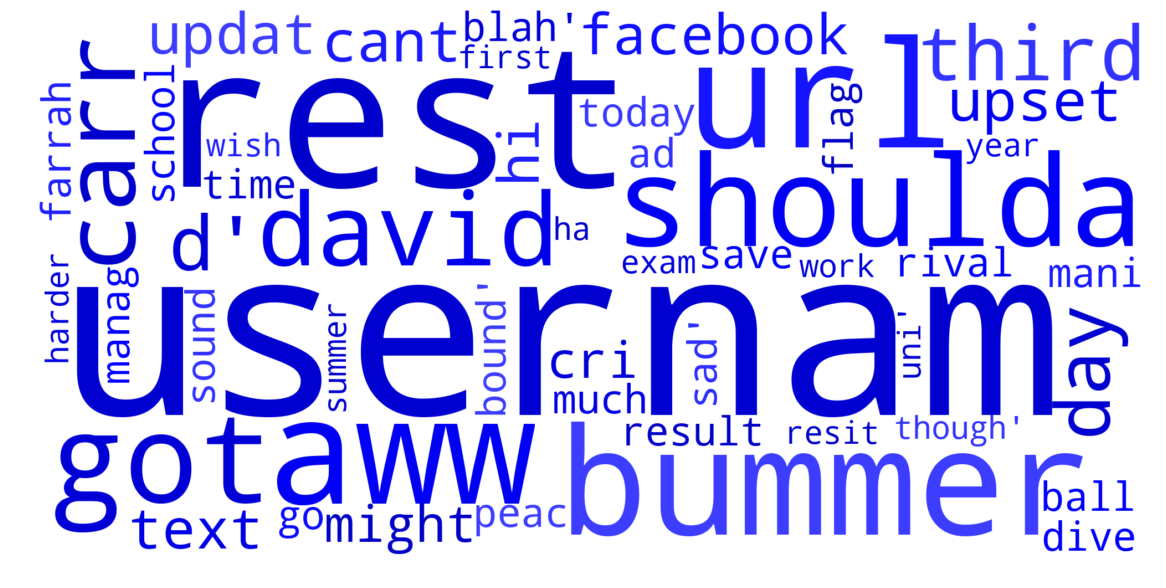 updat
cant
blah'
facebook
first
url
third
carr
farrah
school
rest
wish
time
hi
today
ad
flag
upset
year
d'
david
ha
shoulda
exam
save
work
rival
mani
harder
manag
usernam
sound
summer
bound'
cri
much
sad'
uni'
day
got
aww
result
resit
though'
bummer
text
go
might
peac
ball
dive